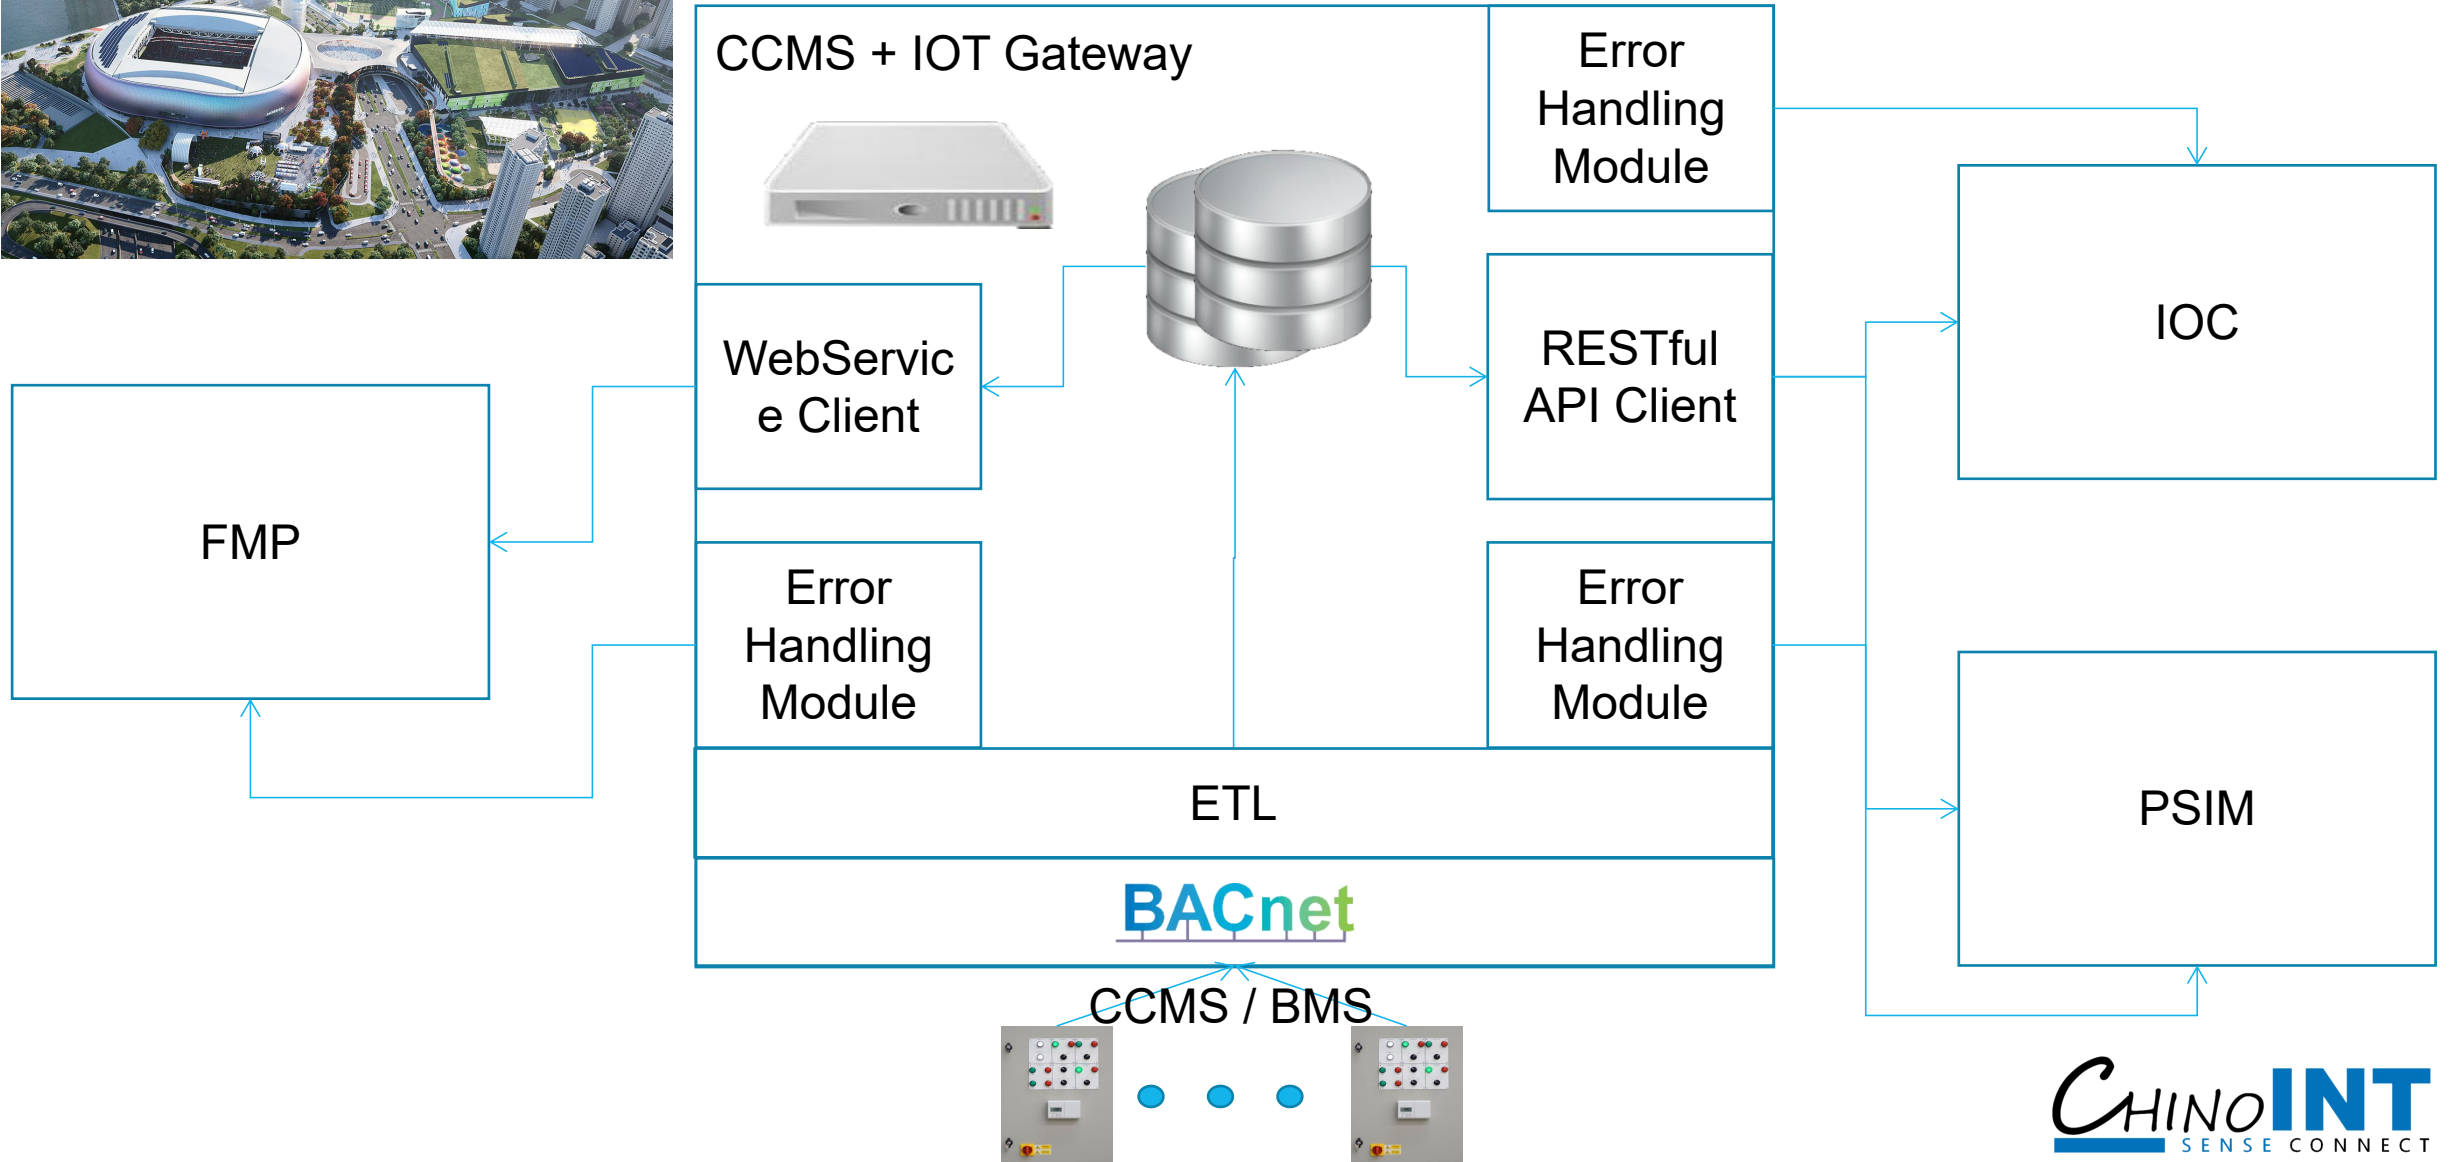 CCMS + IOT Gateway
Error
Handling
Module
WebServic
e Client
RESTful
API Client
IOC
FMP
Error
Handling
Module
Error
Handling
Module
ETL
PSIM
BACnet
CCMS / BMS
CHINOINT
SENSE CONNECT